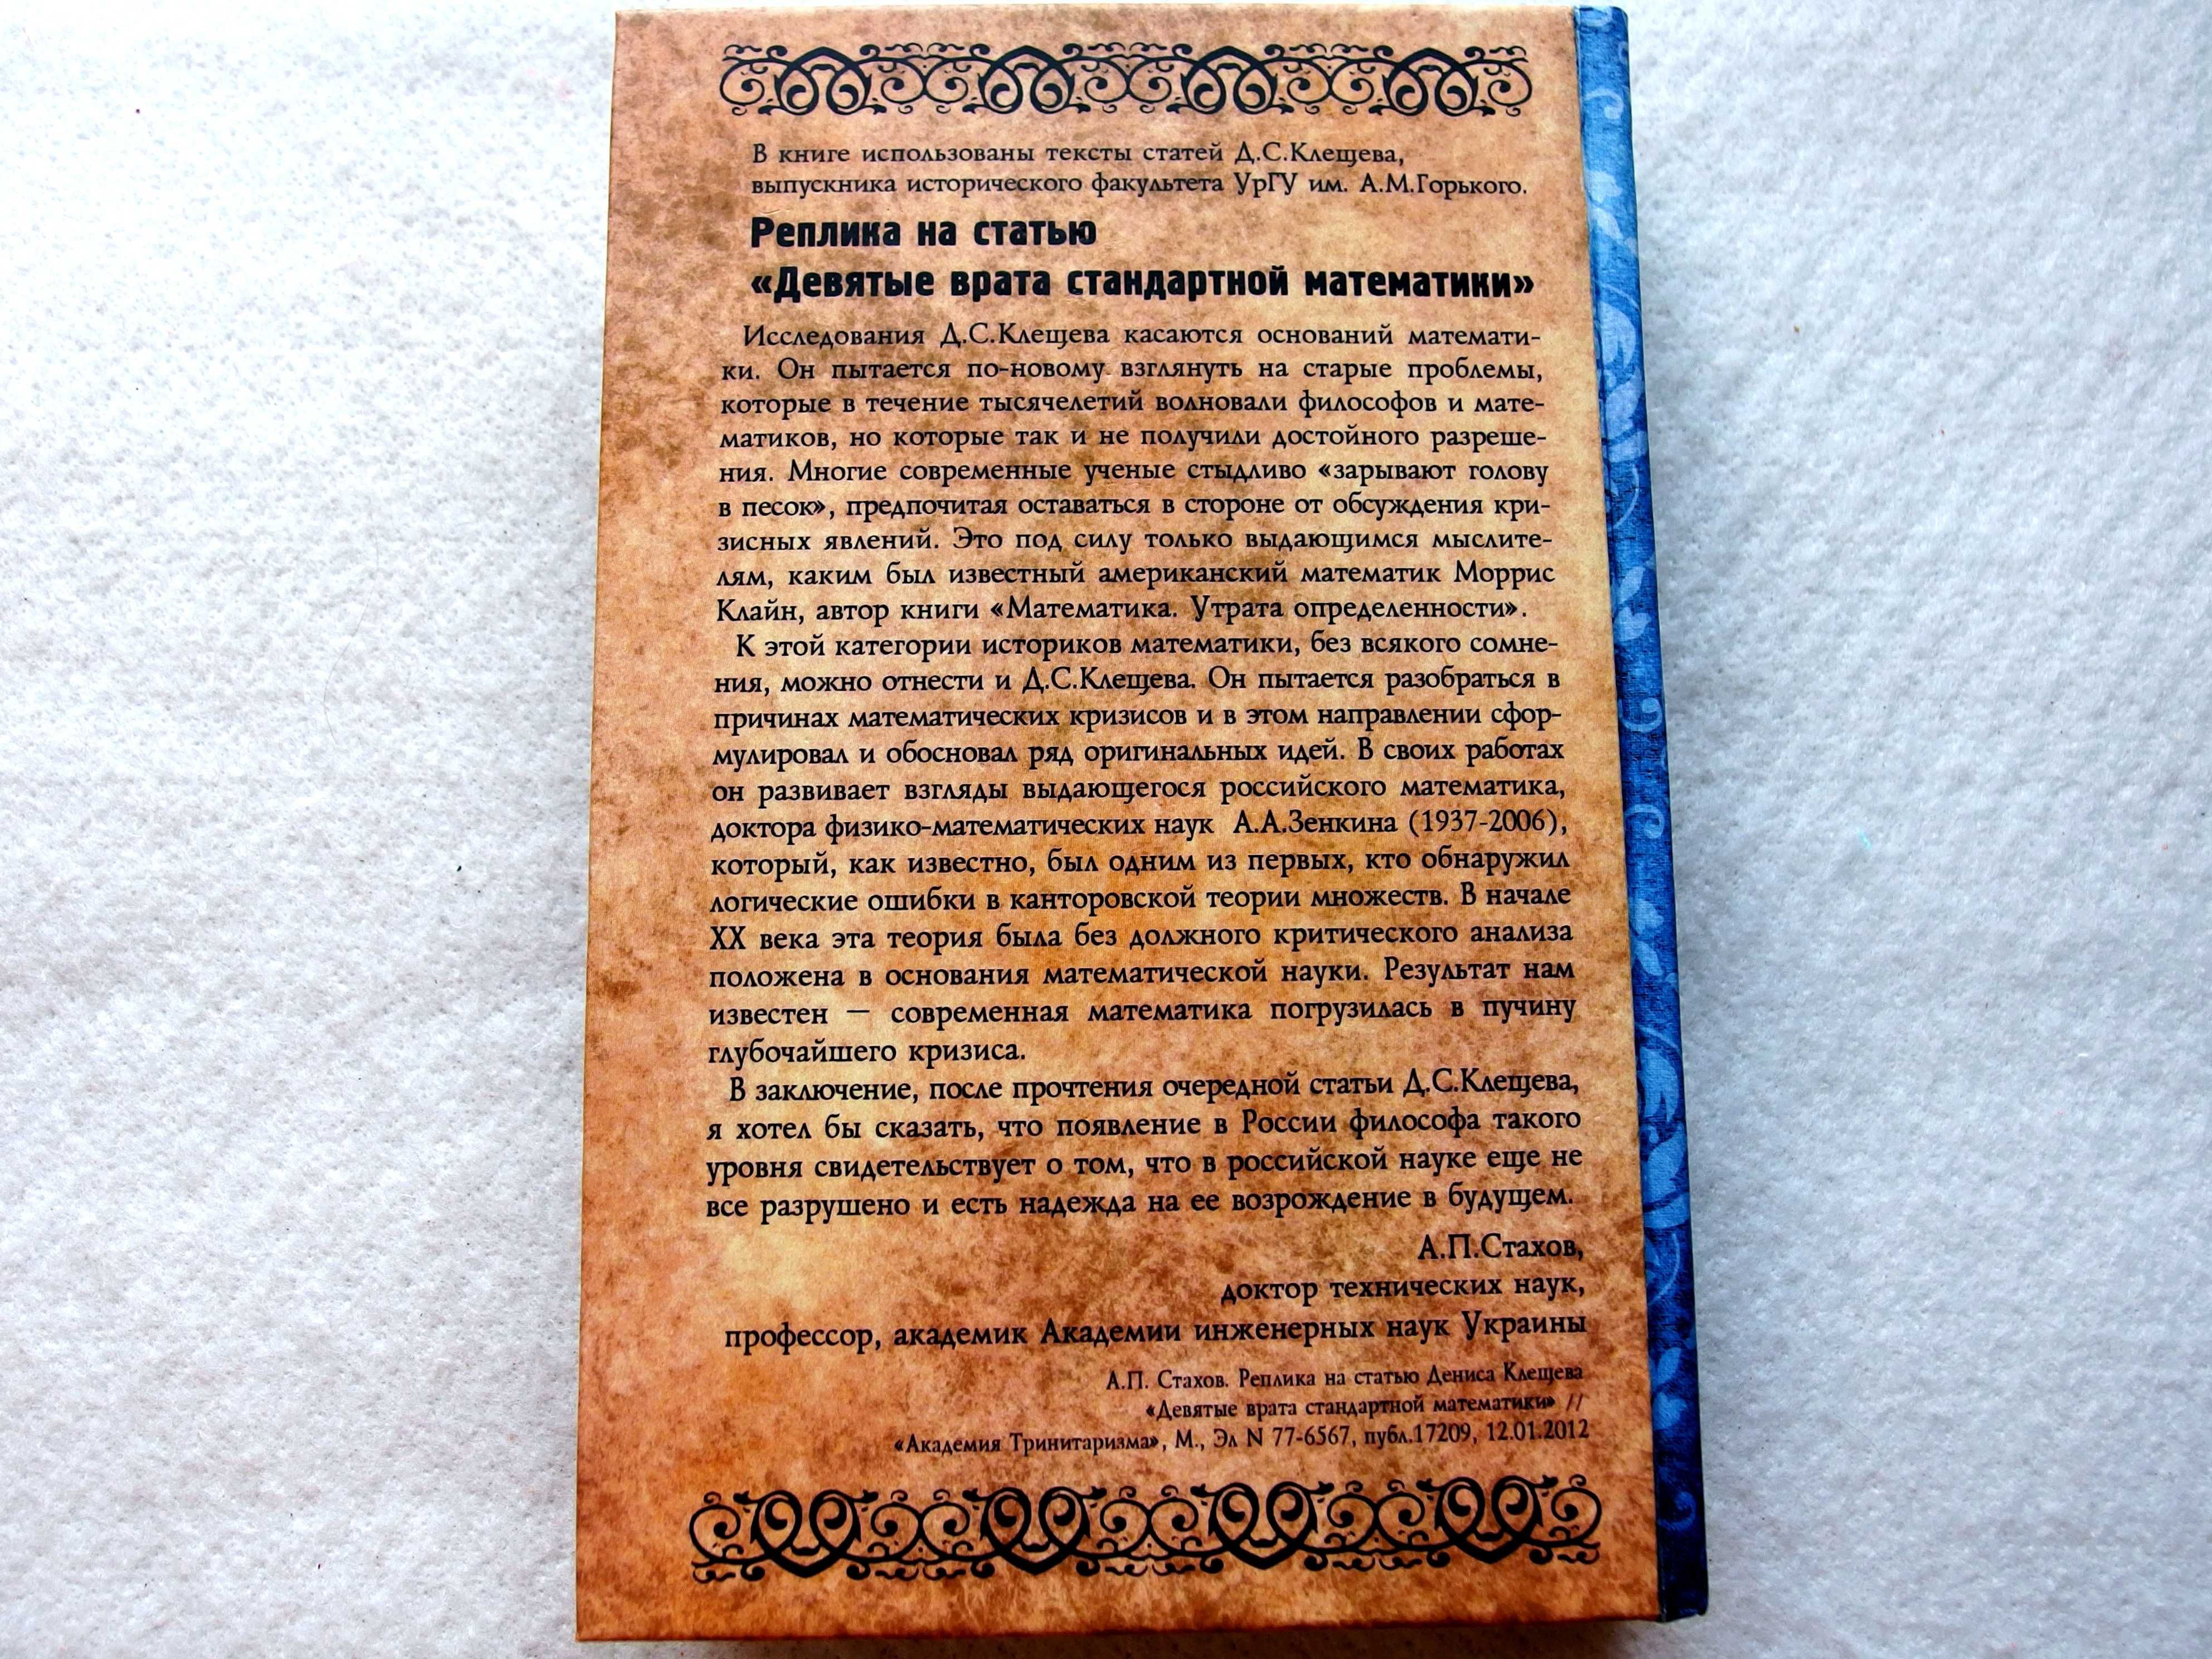 В книге использованы тексты статей Д.С.Клещева,
выпускника исторического факультета УрГУ им. А.М.Горького.
Реплика на статью
«Девятые врата стандартной математики»
Исследования Д.С.Клещева касаются оснований математи-
ки. Он пытается по-новому взглянуть на старые проблемы,
которые в течение тысячелетий волновали философов и мате-
матиков, но которые так и не получили достойного разреше-
ния. Многие современные ученые стыдливо «зарывают голову
в песок», предпочитая оставаться в стороне от обсуждения кри-
зисных явлений. Это под силу только выдающимся мыслите-
лям, каким был известный американский математик Моррис
Клайн, автор книги «Математика. Утрата определенности».
К этой категории историков математики, без всякого сомне-
ния, можно отнести и Д.С.Клещева. Он пытается разобраться в
причинах математических кризисов и в этом направлении сфор-
мулировал и обосновал ряд оригинальных идей. В своих работах
он развивает взгляды выдающегося российского математика,
доктора физико-математических наук А.А.Зенкина (1937-2006),
который, как известно, был одним из первых, кто обнаружил
логические ошибки в канторовской теории множеств. В начале
XX века эта теория была без должного критического анализа
положена в основания математической науки. Результат нам
известен — современная математика погрузилась в пучину
глубочайшего кризиса.
В заключение, после прочтения очередной статьи Д.С.Клещева,
я хотел бы сказать, что появление в России философа такого
уровня свидетельствует о том, что в российской науке еще не
все разрушено и есть надежда на ее возрождение в будущем.
А.П.Стахов,
доктор технических наук,
профессор, академик Академии инженерных наук Украины
А.П. Стахов. Реплика на статью Дениса Клещева
«Девятые врата стандартной математики» //
«Академия Тринитаризма», М., Эл N 77-6567, публ.17209, 12.01.2012